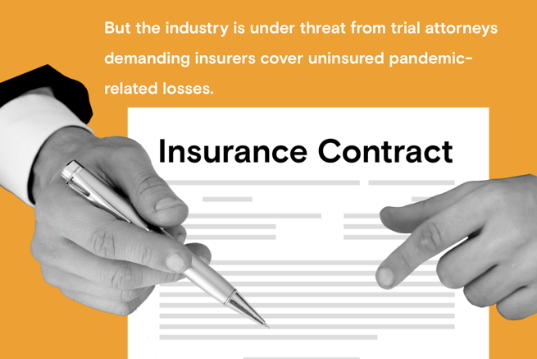 But the industry is under threat from trial attorneys
demanding insurers cover uninsured pandemic-
related losses.
Insurance Contract